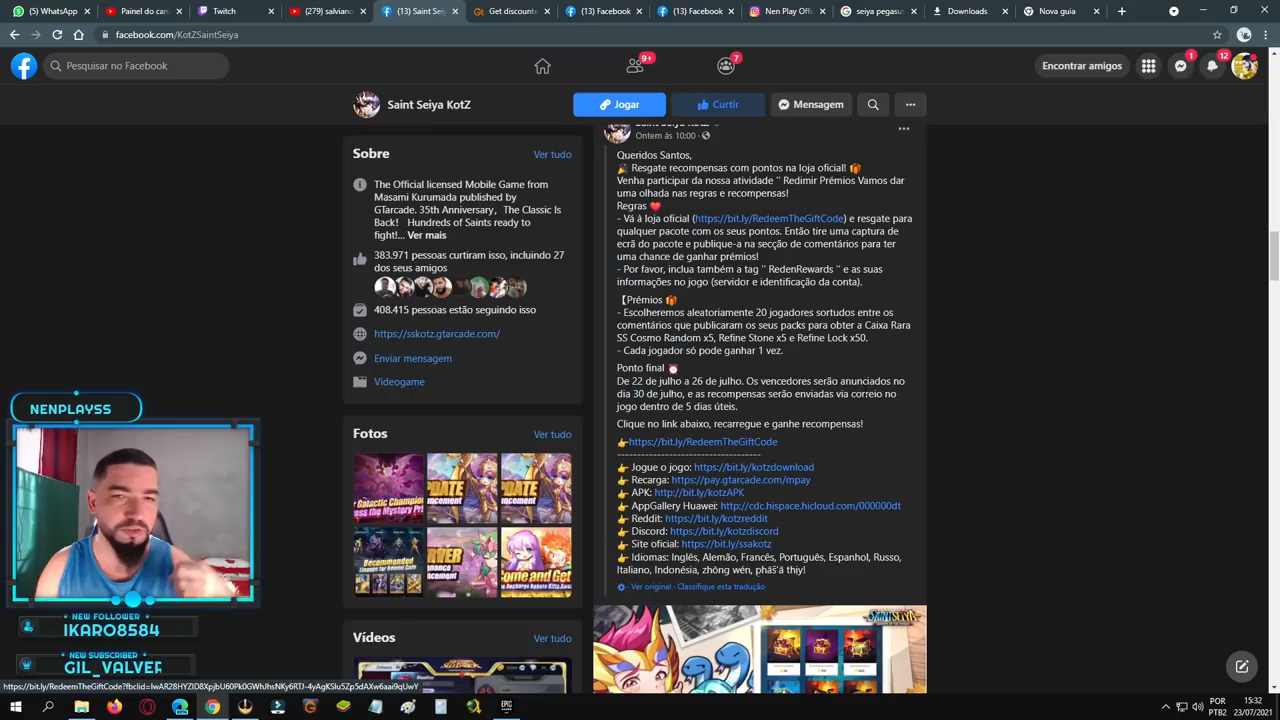 (5) WhatsApp
Painel do can
Twitch
(279) salviano
(13) Saint Sei
Get discounte
(13) Facebook
(13) Facebook
Nen Play Offic
seiya pegasus
Downloads
Nova guia
facebook.com/KotZSaintSeiya
Pesquisar no Facebook
9+
7
Encontrar amigos
1
12
Saint Seiya KotZ
Jogar
Curtir
Mensagem
Sobre
Ver tudo
The Official licensed Mobile Game from
Masami Kurumada published by
GTarcade. 35th Anniversary， The Classic Is
Back! Hundreds of Saints ready to
fight!... Ver mais
383.971 pessoas curtiram isso, incluindo 27
dos seus amigos
408.415 pessoas estão seguindo isso
https://sskotz.gtarcade.com/
Enviar mensagem
Videogame
Fotos
Ver tudo
Vídeos
Ver tudo
Saint Seiya KotZ
Ontem às 10:00
Queridos Santos,
🎉 Resgate recompensas com pontos na loja oficial! 🎁
Venha participar da nossa atividade '' Redimir Prémios Vamos dar
uma olhada nas regras e recompensas!
Regras ❤️
- Vá à loja oficial (https://bit.ly/RedeemTheGiftCode) e resgate para
qualquer pacote com os seus pontos. Então tire uma captura de
ecrã do pacote e publique-a na secção de comentários para ter
uma chance de ganhar prémios!
- Por favor, inclua também a tag '' RedenRewards '' e as suas
informações no jogo (servidor e identificação da conta).
【Prémios 🎁
- Escolheremos aleatoriamente 20 jogadores sortudos entre os
comentários que publicaram os seus packs para obter a Caixa Rara
SS Cosmo Random x5, Refine Stone x5 e Refine Lock x50.
- Cada jogador só pode ganhar 1 vez.
Ponto final ⏰
De 22 de julho a 26 de julho. Os vencedores serão anunciados no
dia 30 de julho, e as recompensas serão enviadas via correio no
jogo dentro de 5 dias úteis.
Clique no link abaixo, recarregue e ganhe recompensas!
👉https://bit.ly/RedeemTheGiftCode
------------------------------------
👉 Jogue o jogo: https://bit.ly/kotzdownload
👉 Recarga: https://pay.gtarcade.com/mpay
👉 APK: http://bit.ly/kotzAPK
👉 AppGallery Huawei: http://cdc.hispace.hicloud.com/000000dt
👉 Reddit: https://bit.ly/kotzreddit
👉 Discord: https://bit.ly/kotzdiscord
👉 Site oficial: https://bit.ly/ssakotz
👉 Idiomas: Inglês, Alemão, Francês, Português, Espanhol, Russo,
Italiano, Indonésia, zhōng wén, phās̄ʹā thịy!
· Ver original · Classifique esta tradução
SAINT SEIYA
NENPLAYSS
NEW FOLLOWER
IKARO8584
NEW SUBSCRIBER
GIL_VALVER
POR
PTB2
15:32
23/07/2021